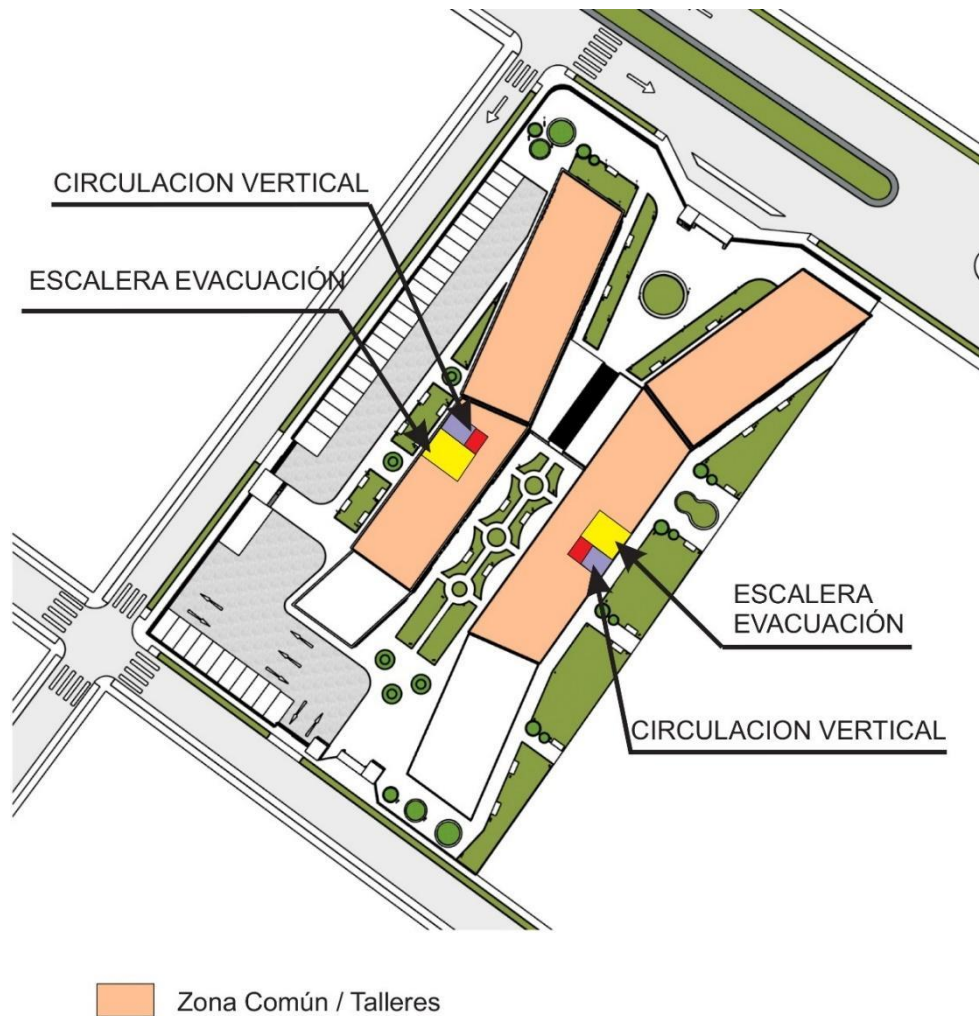 CIRCULACION VERTICAL
ESCALERA EVACUACIÓN
ESCALERA
EVACUACIÓN
CIRCULACION VERTICAL
Zona Común / Talleres